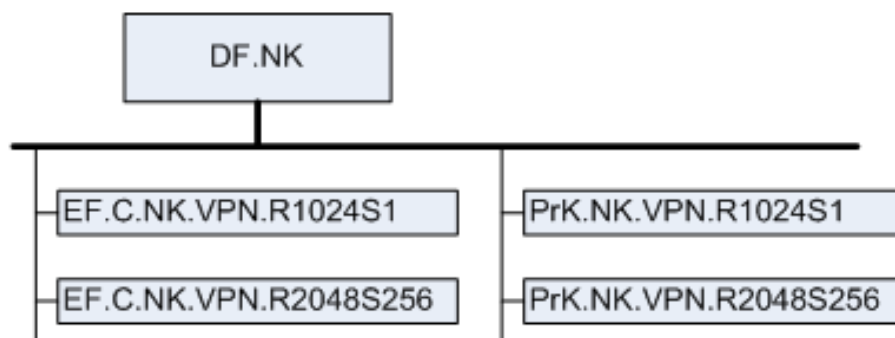 DF.NK
EF.C.NK.VPN.R1024S1
PrK.NK.VPN.R1024S1
EF.C.NK.VPN.R2048S256
PrK.NK.VPN.R2048S256